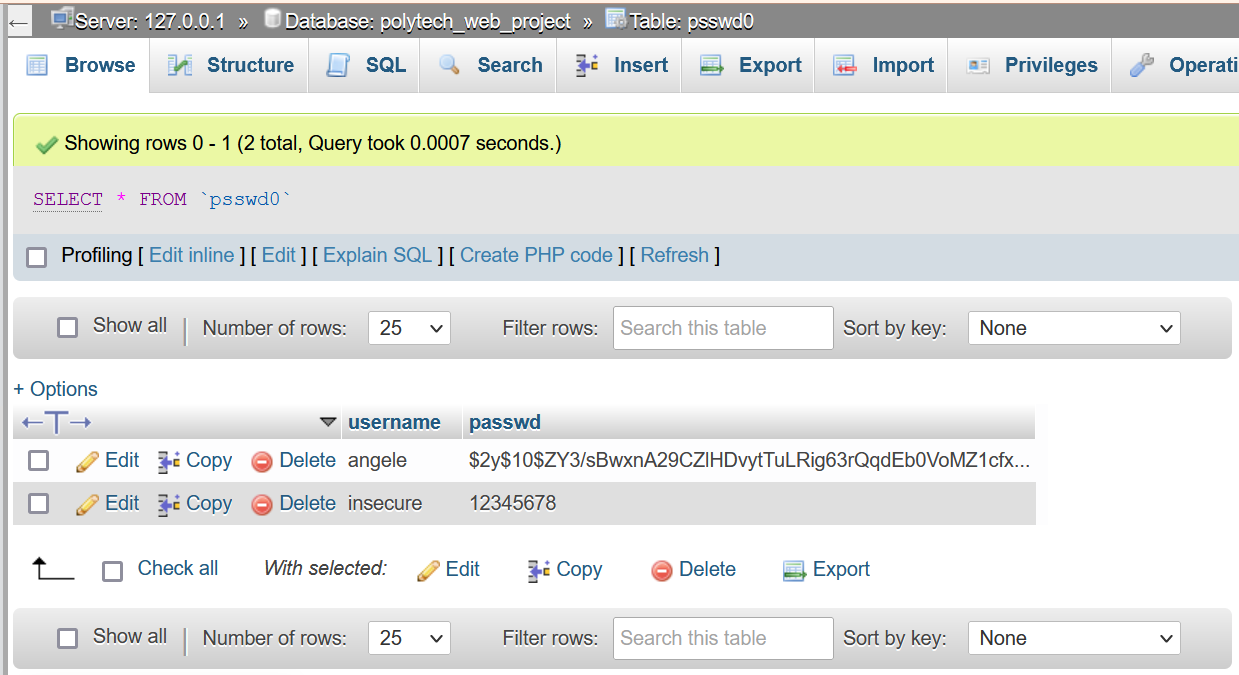 ← Server: 127.0.0.1 » Database: polytech_web_project » Table: psswd0
Browse Structure SQL Search Insert Export Import Privileges Operati
Showing rows 0 - 1 (2 total, Query took 0.0007 seconds.)
SELECT * FROM `psswd0`
Profiling [ Edit inline ] [ Edit ] [ Explain SQL ] [ Create PHP code ] [ Refresh ]
Show all | Number of rows: 25 Filter rows: Search this table Sort by key: None
+ Options
←T→ username passwd
Edit Copy Delete angele $2y$10$ZY3/sBwxnA29CZlHDvytTuLRig63rQqdEb0VoMZ1cfx...
Edit Copy Delete insecure 12345678
Check all With selected: Edit Copy Delete Export
Show all | Number of rows: 25 Filter rows: Search this table Sort by key: None